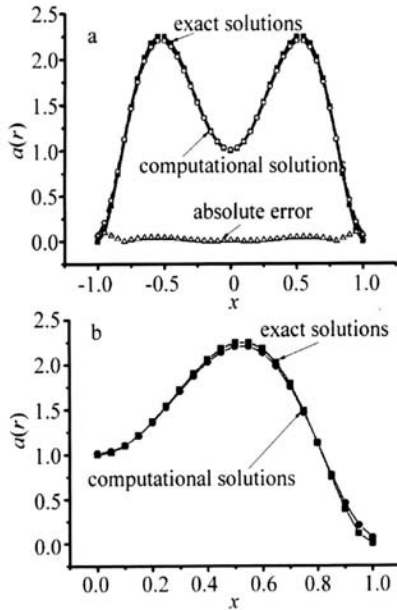 a
exact solutions
computational solution
absolute error
a(r)
2.5
2.0
1.5
1.0
0.5
0.0
-1.0 -0.5 0 0.5 1.0
x
b
exact solutions
computational solutions
a(r)
2.5
2.0
1.5
1.0
0.5
0.0
0.0 0.2 0.4 0.6 0.8 1.0
x